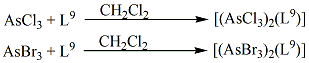 AsCl₃ + L⁹ CH₂Cl₂ [(AsCl₃)₂(L⁹)]
AsBr₃ + L⁹ CH₂Cl₂ [(AsBr₃)₂(L⁹)]